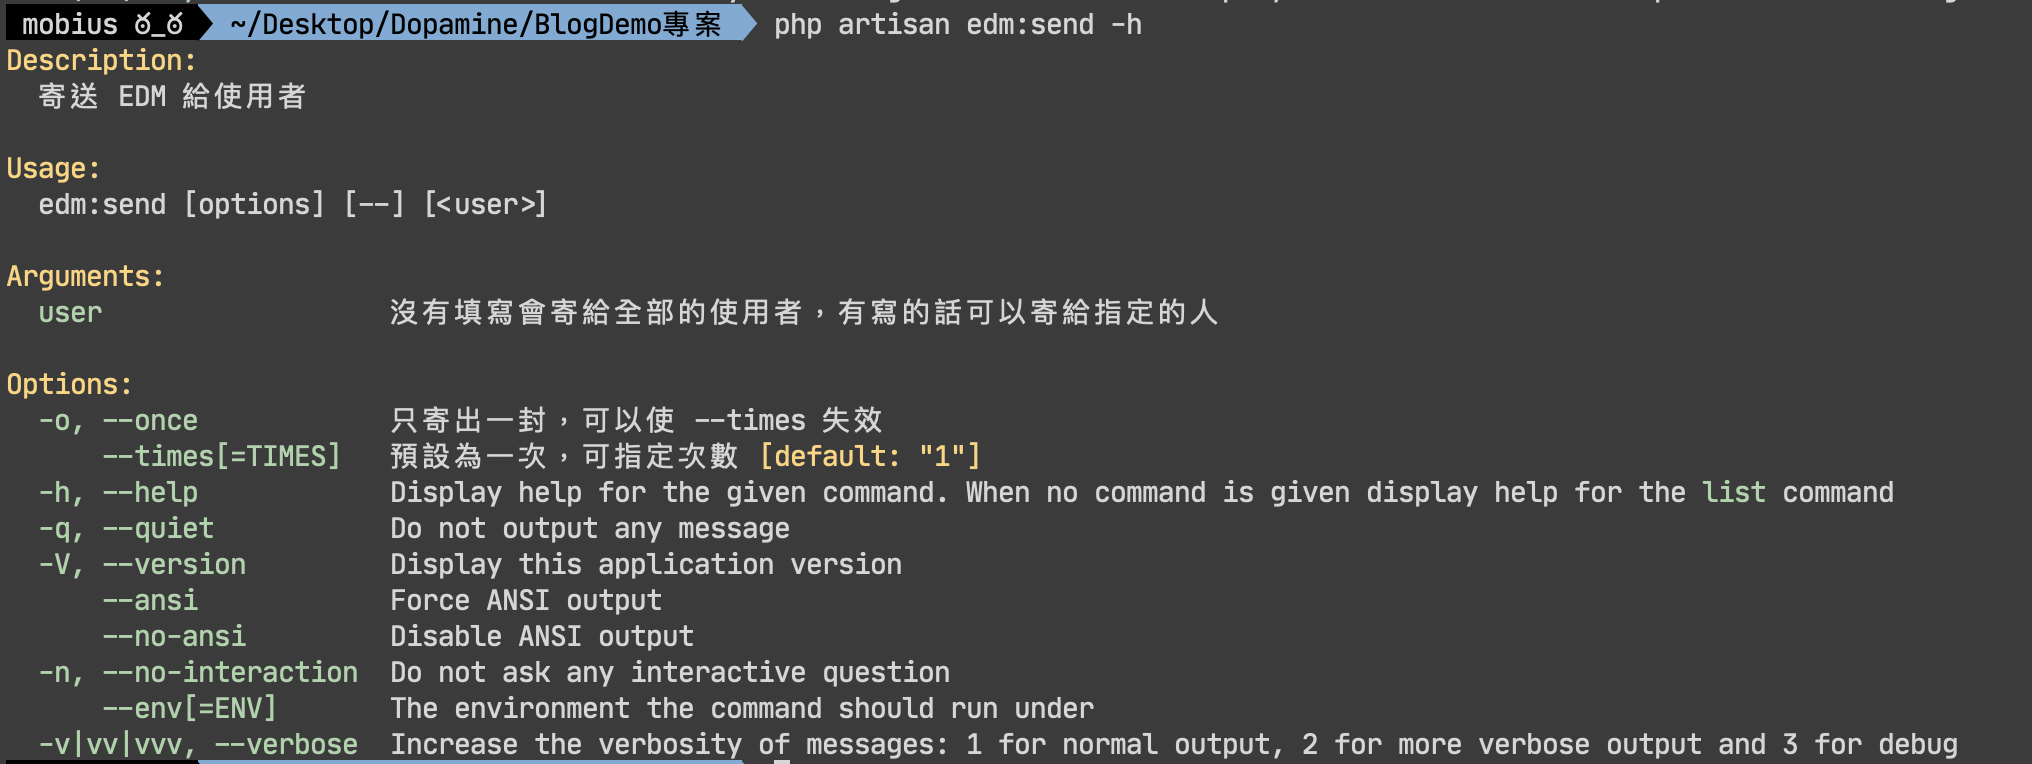 mobius ఠ_ఠ ~/Desktop/Dopamine/BlogDemo專案 php artisan edm:send -h
Description:
寄送 EDM 給使用者
Usage:
edm:send [options] [--] [<user>]
Arguments:
user 沒有填寫會寄給全部的使用者，有寫的話可以寄給指定的人
Options:
-o, --once 只寄出一封，可以使 --times 失效
--times[=TIMES] 預設為一次，可指定次數 [default: "1"]
-h, --help Display help for the given command. When no command is given display help for the list command
-q, --quiet Do not output any message
-V, --version Display this application version
--ansi Force ANSI output
--no-ansi Disable ANSI output
-n, --no-interaction Do not ask any interactive question
--env[=ENV] The environment the command should run under
-v|vv|vvv, --verbose Increase the verbosity of messages: 1 for normal output, 2 for more verbose output and 3 for debug